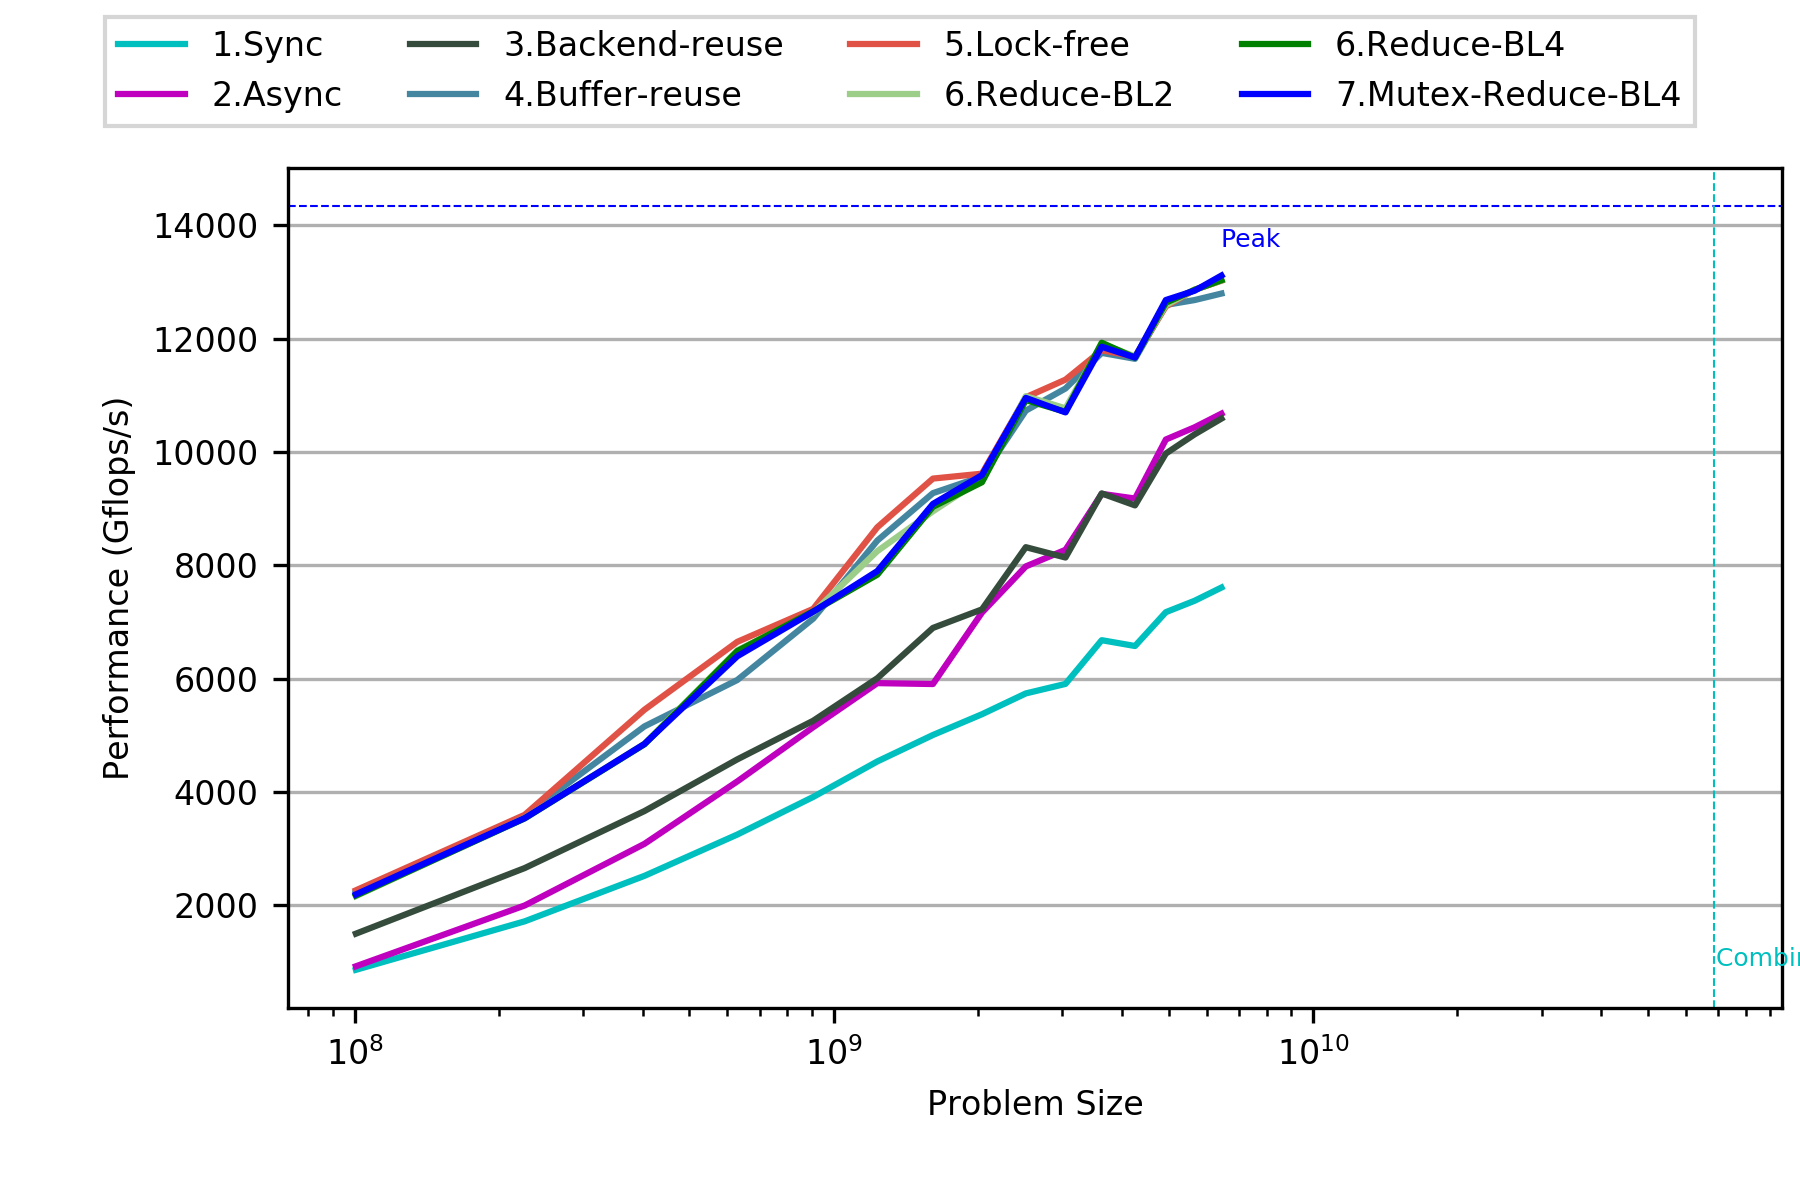 1.Sync 3.Backend-reuse 5.Lock-free 6.Reduce-BL4
2.Async 4.Buffer-reuse 6.Reduce-BL2 7.Mutex-Reduce-BL4
14000
Peak
12000
10000
8000
6000
4000
2000
Performance (Gflops/s)
Combin
10⁸ 10⁹ 10¹⁰
Problem Size